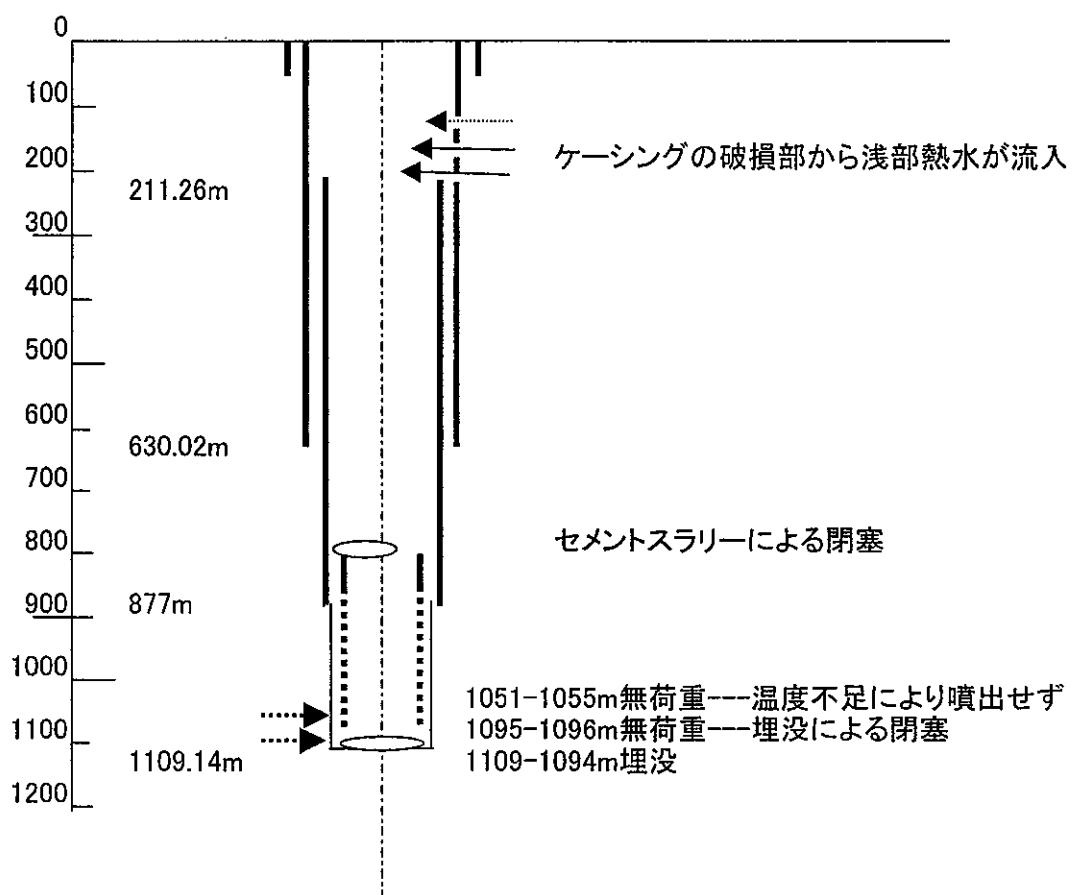 0
100
ケーシングの破損部から浅部熱水が流入
200
211.26m
300
400
500
600
630.02m
700
800
セメントスラリーによる閉塞
877m
900
1000
1051-1055m無荷重---温度不足により噴出せず
1095-1096m無荷重---埋没による閉塞
1100
1109.14m
1109-1094m埋没
1200